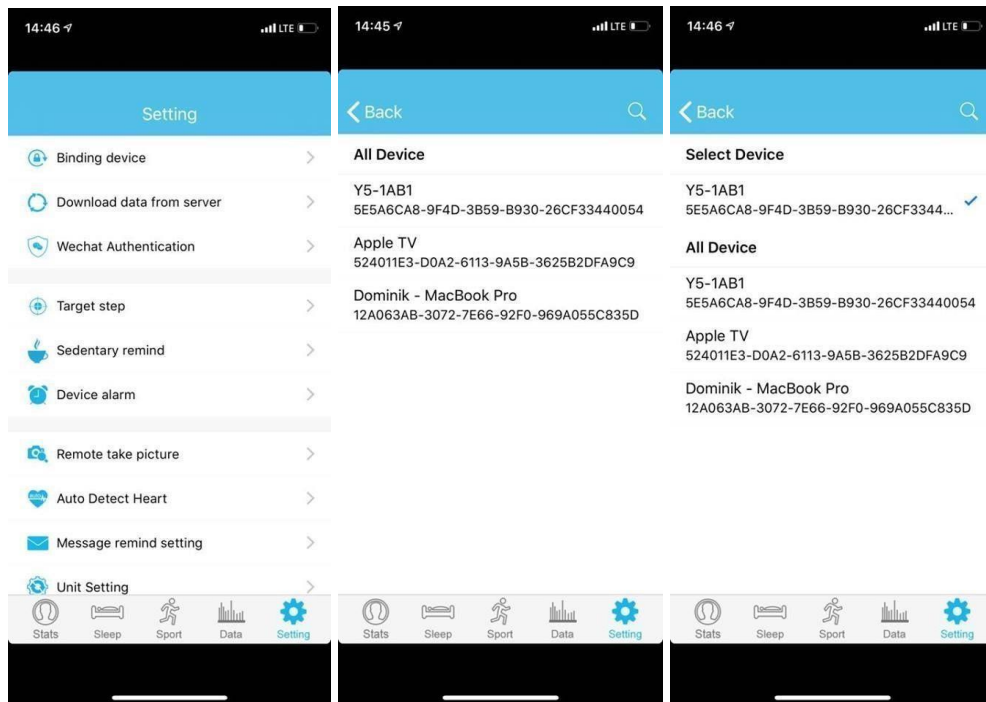 14:46
LTE
Setting
Binding device
Download data from server
Wechat Authentication
Target step
Sedentary remind
Device alarm
Remote take picture
Auto Detect Heart
Message remind setting
Unit Setting
Stats
Sleep
Sport
Data
Setting
14:45
LTE
Back
All Device
Y5-1AB1
5E5A6CA8-9F4D-3B59-B930-26CF33440054
Apple TV
524011E3-D0A2-6113-9A5B-3625B2DFA9C9
Dominik - MacBook Pro
12A063AB-3072-7E66-92F0-969A055C835D
Stats
Sleep
Sport
Data
Setting
14:46
LTE
Back
Select Device
Y5-1AB1
5E5A6CA8-9F4D-3B59-B930-26CF3344...
All Device
Y5-1AB1
5E5A6CA8-9F4D-3B59-B930-26CF33440054
Apple TV
524011E3-D0A2-6113-9A5B-3625B2DFA9C9
Dominik - MacBook Pro
12A063AB-3072-7E66-92F0-969A055C835D
Stats
Sleep
Sport
Data
Setting